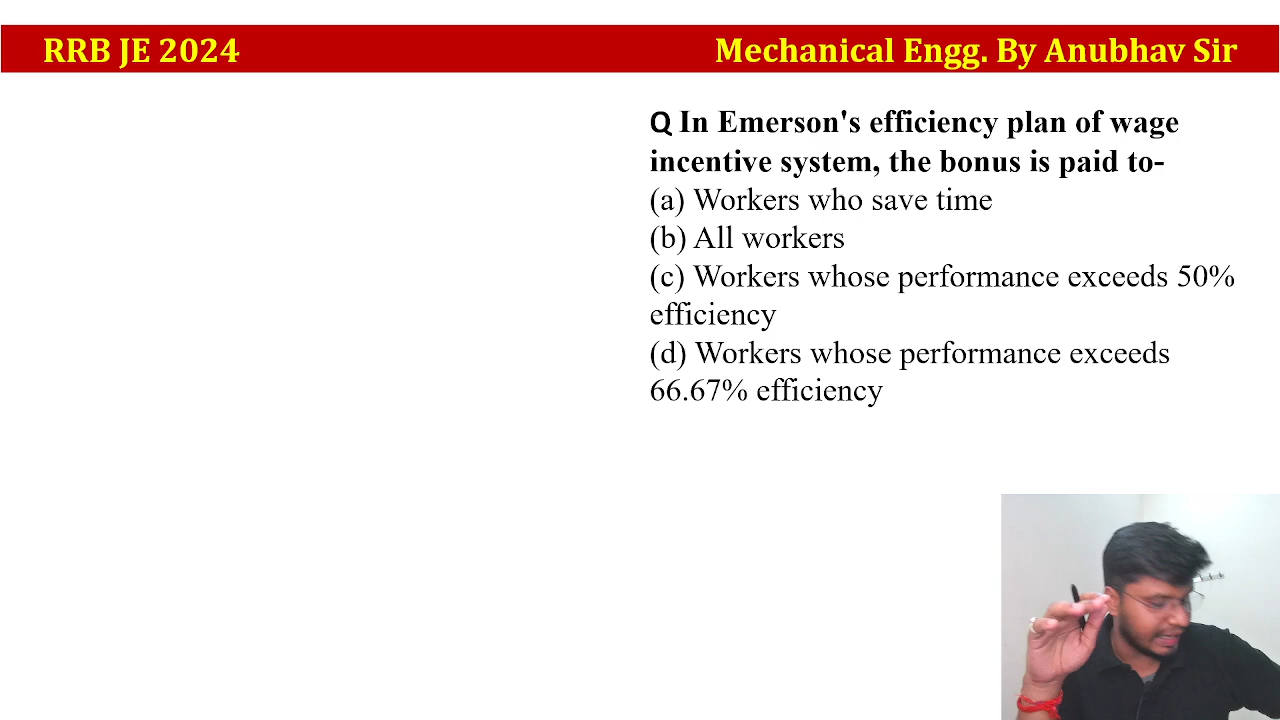 RRB JE 2024
Mechanical Engg. By Anubhav Sir
Q In Emerson's efficiency plan of wage
incentive system, the bonus is paid to-
(a) Workers who save time
(b) All workers
(c) Workers whose performance exceeds 50%
efficiency
(d) Workers whose performance exceeds
66.67% efficiency